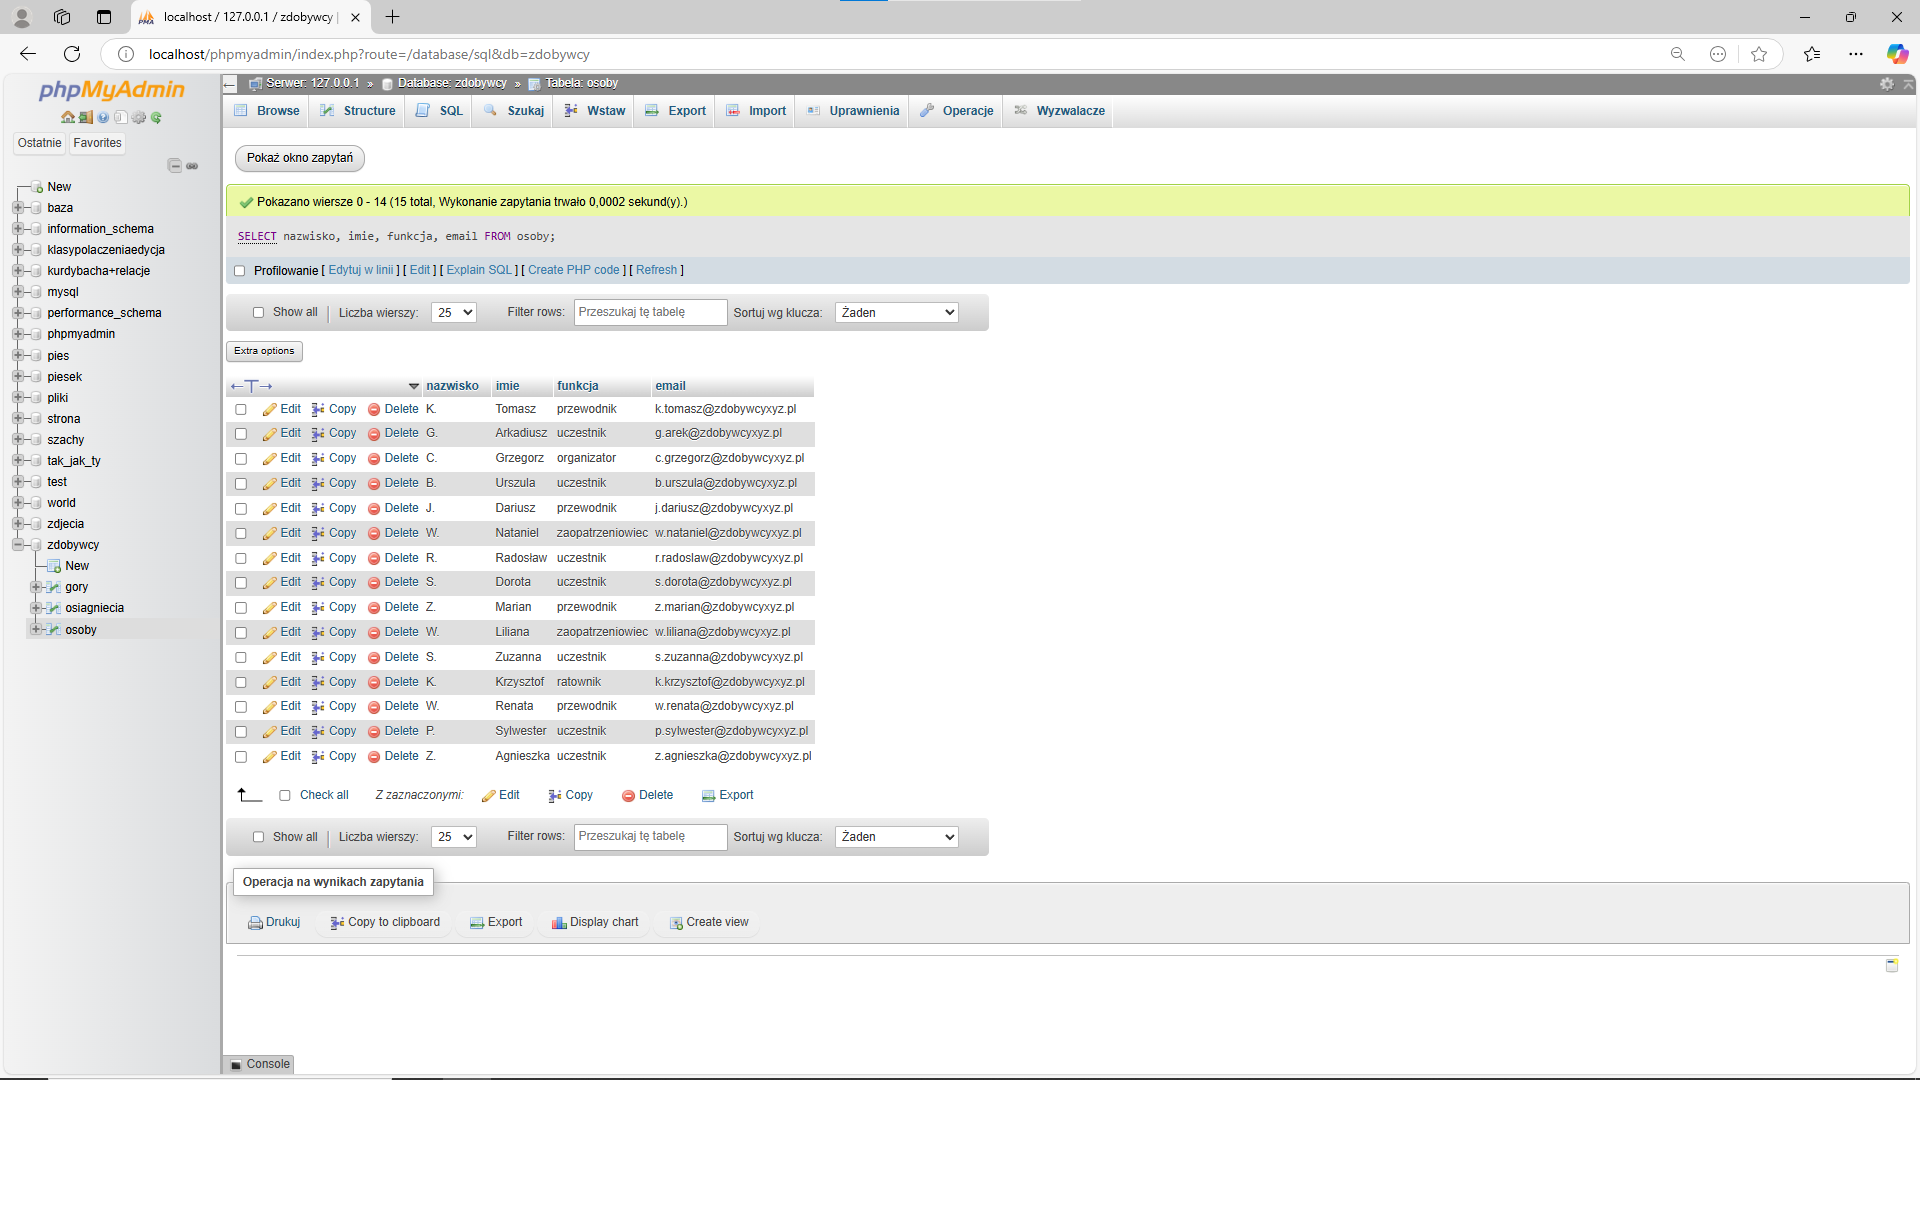 localhost / 127.0.0.1 / zdobywcy |
localhost/phpmyadmin/index.php?route=/database/sql&db=zdobywcy
phpMyAdmin
Ostatnie Favorites
New
baza
information_schema
klasypolaczeniaedycja
kurdybacha+relacje
mysql
performance_schema
phpmyadmin
pies
piesek
pliki
strona
szachy
tak_jak_ty
test
world
zdjecia
zdobywcy
New
gory
osiagniecia
osoby
Serwer: 127.0.0.1 » Database: zdobywcy » Tabela: osoby
Browse Structure SQL Szukaj Wstaw Export Import Uprawnienia Operacje Wyzwalacze
Pokaż okno zapytań
Pokazano wiersze 0 - 14 (15 total, Wykonanie zapytania trwało 0,0002 sekund(y).)
SELECT nazwisko, imie, funkcja, email FROM osoby;
Profilowanie [ Edytuj w linii ] [ Edit ] [ Explain SQL ] [ Create PHP code ] [ Refresh ]
Show all | Liczba wierszy: 25 Filter rows: Przeszukaj tę tabelę Sortuj wg klucza: Żaden
Extra options
←T→ nazwisko imie funkcja email
Edit Copy Delete K. Tomasz przewodnik k.tomasz@zdobywcyxyz.pl
Edit Copy Delete G. Arkadiusz uczestnik g.arek@zdobywcyxyz.pl
Edit Copy Delete C. Grzegorz organizator c.grzegorz@zdobywcyxyz.pl
Edit Copy Delete B. Urszula uczestnik b.urszula@zdobywcyxyz.pl
Edit Copy Delete J. Dariusz przewodnik j.dariusz@zdobywcyxyz.pl
Edit Copy Delete W. Nataniel zaopatrzeniowiec w.nataniel@zdobywcyxyz.pl
Edit Copy Delete R. Radosław uczestnik r.radoslaw@zdobywcyxyz.pl
Edit Copy Delete S. Dorota uczestnik s.dorota@zdobywcyxyz.pl
Edit Copy Delete Z. Marian przewodnik z.marian@zdobywcyxyz.pl
Edit Copy Delete W. Liliana zaopatrzeniowiec w.liliana@zdobywcyxyz.pl
Edit Copy Delete S. Zuzanna uczestnik s.zuzanna@zdobywcyxyz.pl
Edit Copy Delete K. Krzysztof ratownik k.krzysztof@zdobywcyxyz.pl
Edit Copy Delete W. Renata przewodnik w.renata@zdobywcyxyz.pl
Edit Copy Delete P. Sylwester uczestnik p.sylwester@zdobywcyxyz.pl
Edit Copy Delete Z. Agnieszka uczestnik z.agnieszka@zdobywcyxyz.pl
Check all Z zaznaczonymi: Edit Copy Delete Export
Show all | Liczba wierszy: 25 Filter rows: Przeszukaj tę tabelę Sortuj wg klucza: Żaden
Operacja na wynikach zapytania
Drukuj Copy to clipboard Export Display chart Create view
Console